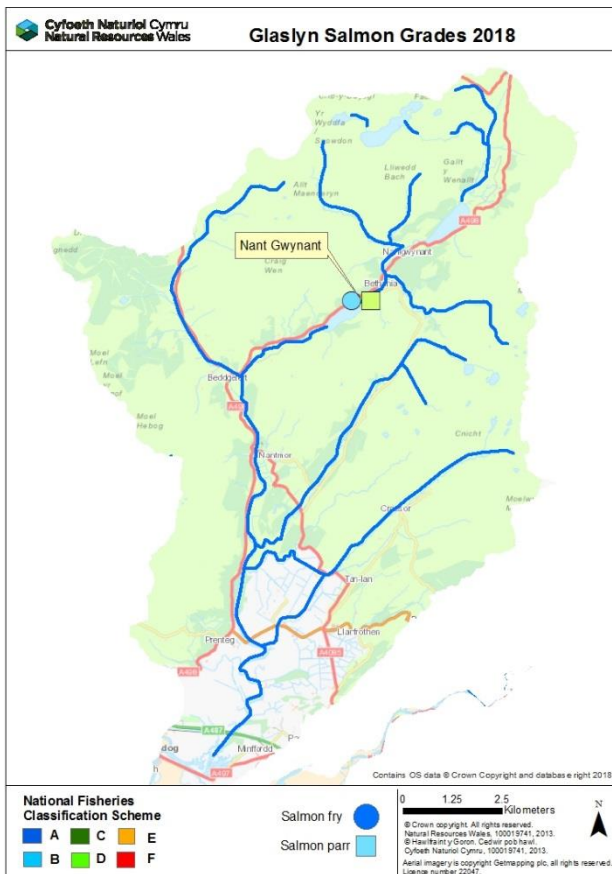 Cyfoeth Naturiol Cymru
Natural Resources Wales
Glaslyn Salmon Grades 2018
Yr
Wyddfa
/
Snowdon
Lliwedd
Bach
Gallt
y
Wenallt
Allt
Maenderyn
A498
Nant Gwynant
Nantgwynant
Craig
Wen
Bethania
Moel
Lefn
Beddgelert
Moel
Hebog
Cnicht
Nantmor
Croesor
Tan-lan
Prenteg
Llanfrothen
A498
A4085
A487
dog
Minffordd
A497
Contains OS data © Crown Copyright and database right 2018
National Fisheries
Classification Scheme
A C E
B D F
Salmon fry
Salmon parr
0 1.25 2.5
Kilometers
N
© Crown copyright. All rights reserved.
Natural Resources Wales, 100019741, 2013.
© Hawlfraint y Goron. Cedwir pob hawl.
Cyfoeth Naturiol Cymru, 100019741, 2013.
Aerial imagery is copyright Getmapping plc, all rights reserved.
Licence number 22047.